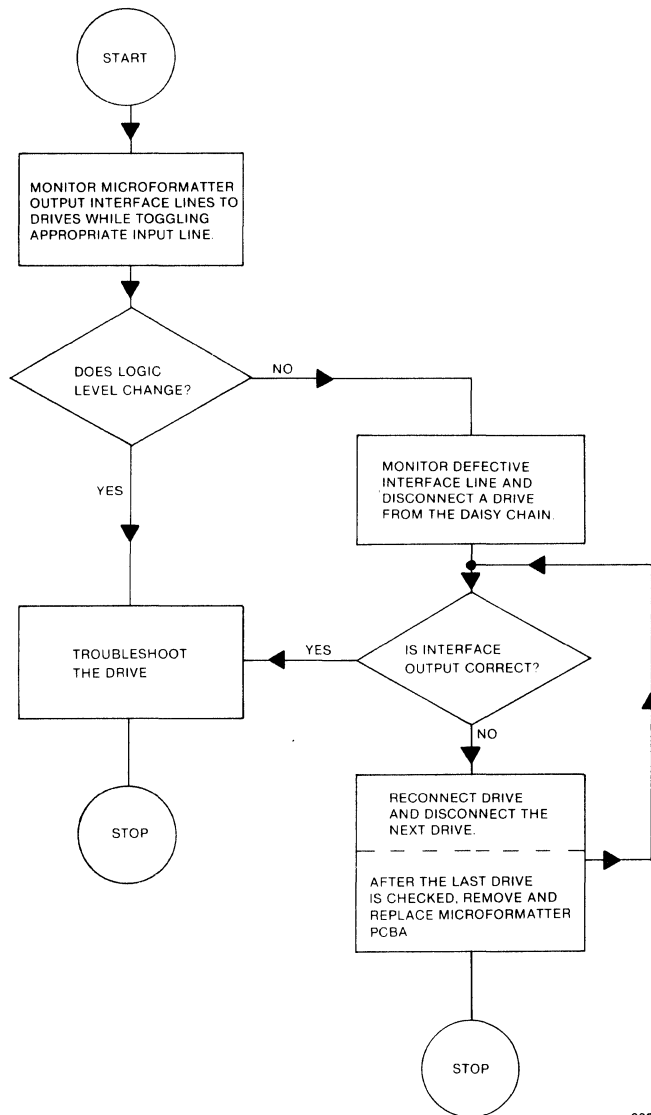 START
MONITOR MICROFORMATTER
OUTPUT INTERFACE LINES TO
DRIVES WHILE TOGGLING
APPROPRIATE INPUT LINE.
DOES LOGIC
LEVEL CHANGE?
NO
YES
MONITOR DEFECTIVE
INTERFACE LINE AND
DISCONNECT A DRIVE
FROM THE DAISY CHAIN.
TROUBLESHOOT
THE DRIVE
YES
IS INTERFACE
OUTPUT CORRECT?
NO
STOP
RECONNECT DRIVE
AND DISCONNECT THE
NEXT DRIVE.
AFTER THE LAST DRIVE
IS CHECKED, REMOVE AND
REPLACE MICROFORMATTER
PCBA
STOP